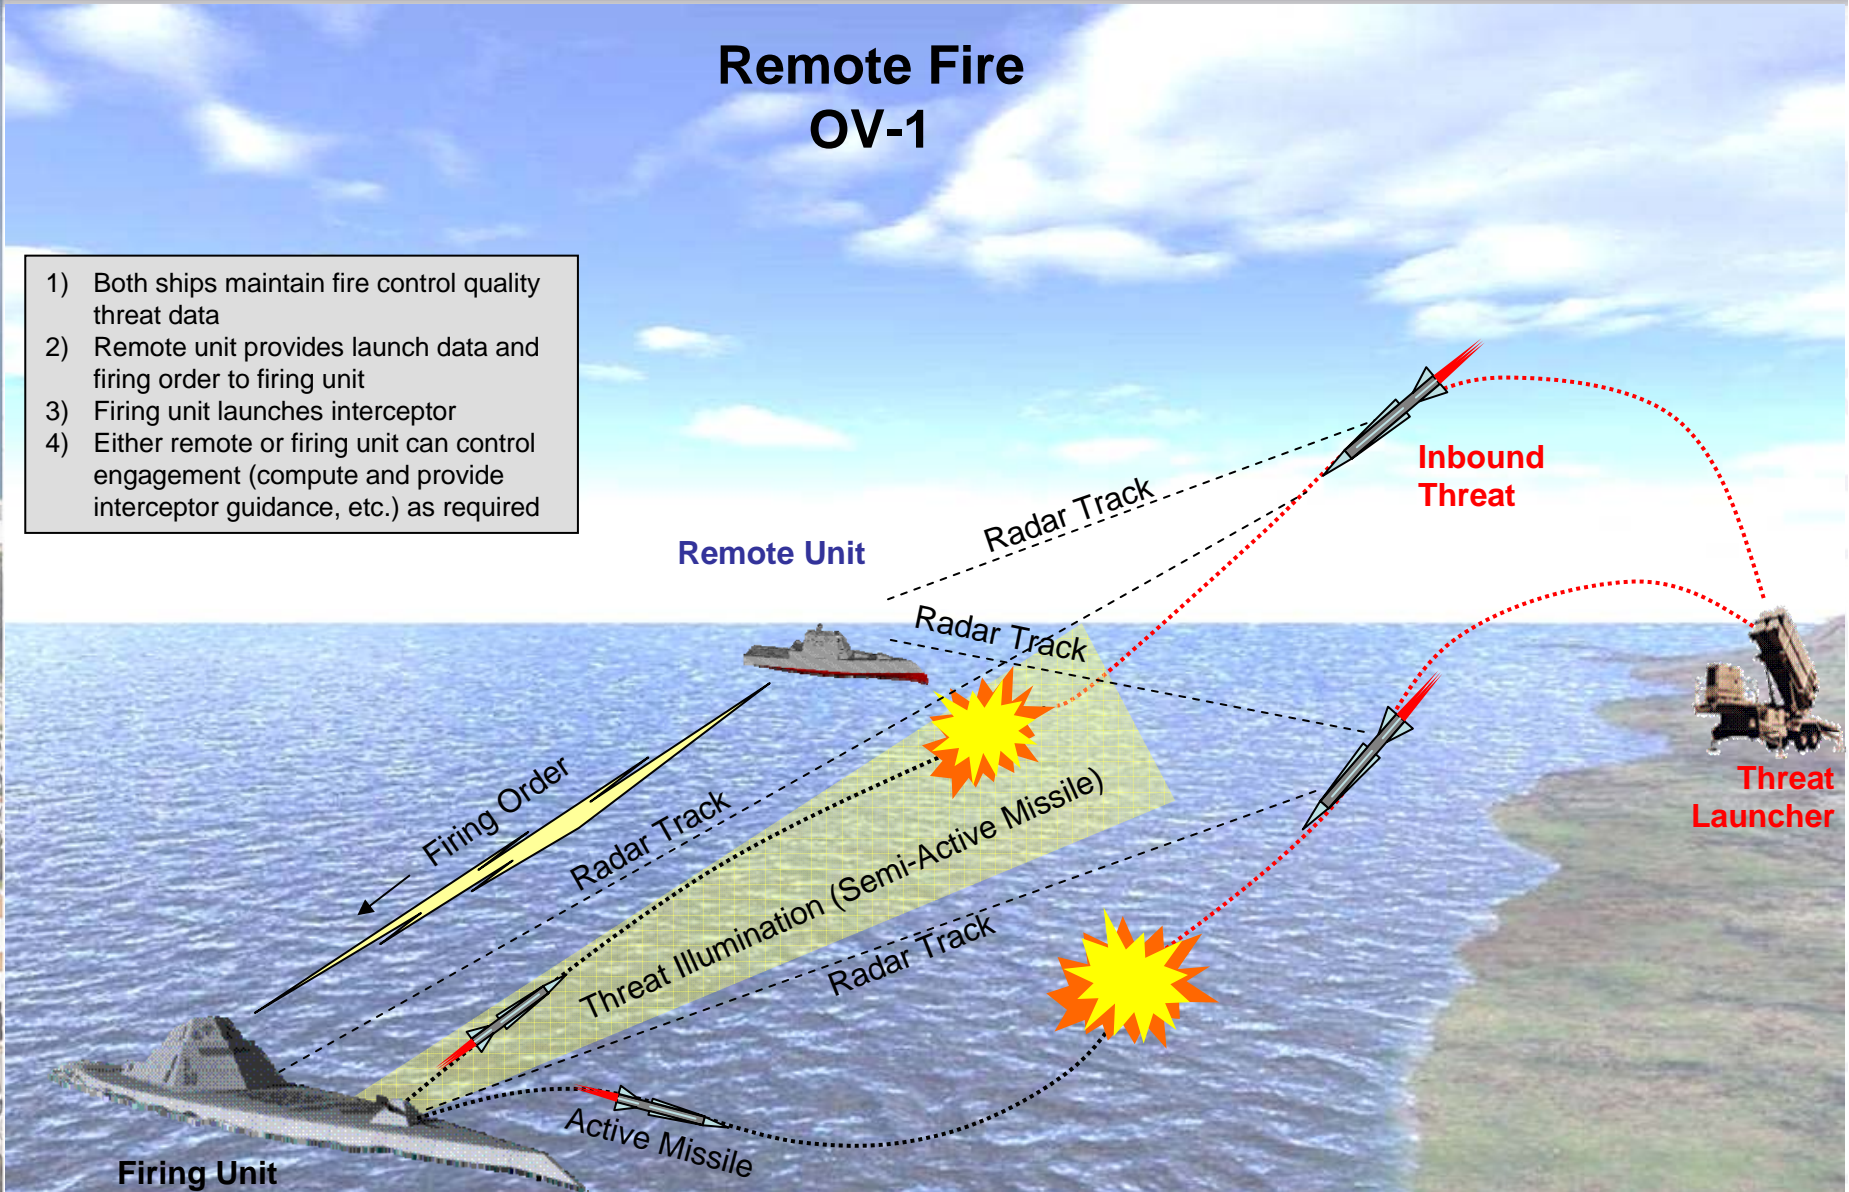 Remote Fire
OV-1
1) Both ships maintain fire control quality
threat data
2) Remote unit provides launch data and
firing order to firing unit
3) Firing unit launches interceptor
4) Either remote or firing unit can control
engagement (compute and provide
interceptor guidance, etc.) as required
Inbound
Threat
Radar Track
Remote Unit
Radar Track
Firing Order
Radar Track
Threat Illumination (Semi-Active Missile)
Threat
Launcher
Radar Track
Active Missile
Firing Unit